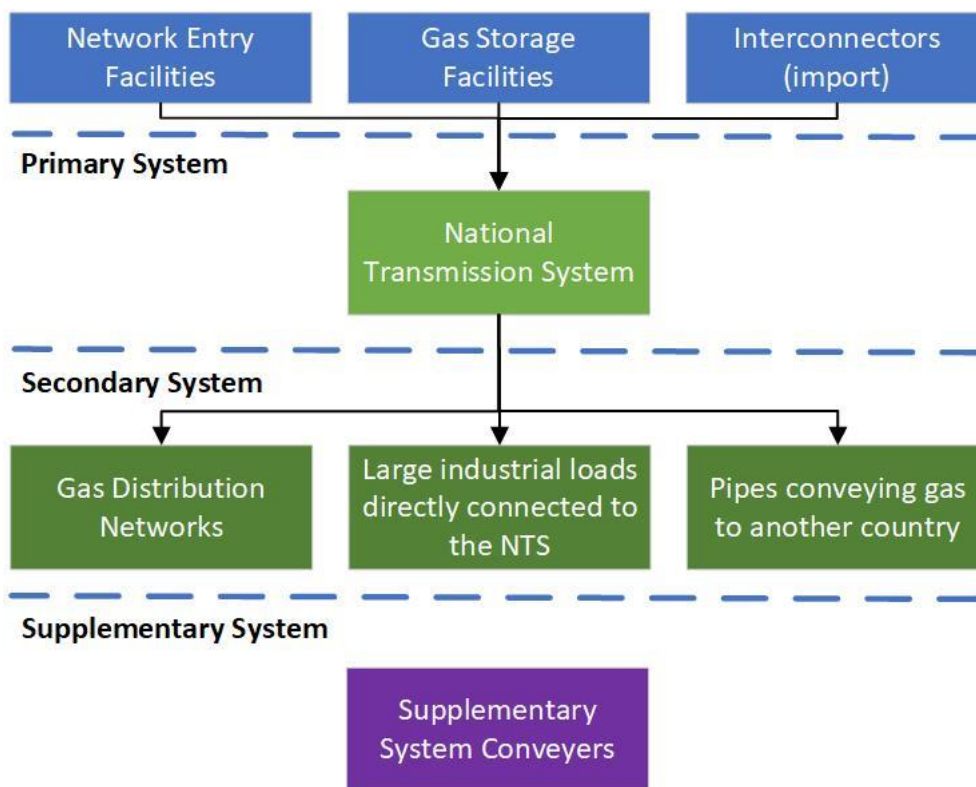 Network Entry
Facilities
Gas Storage
Facilities
Interconnectors
(import)
Primary System
National
Transmission System
Secondary System
Gas Distribution
Networks
Large industrial loads
directly connected to
the NTS
Pipes conveying gas
to another country
Supplementary System
Supplementary
System Conveyers